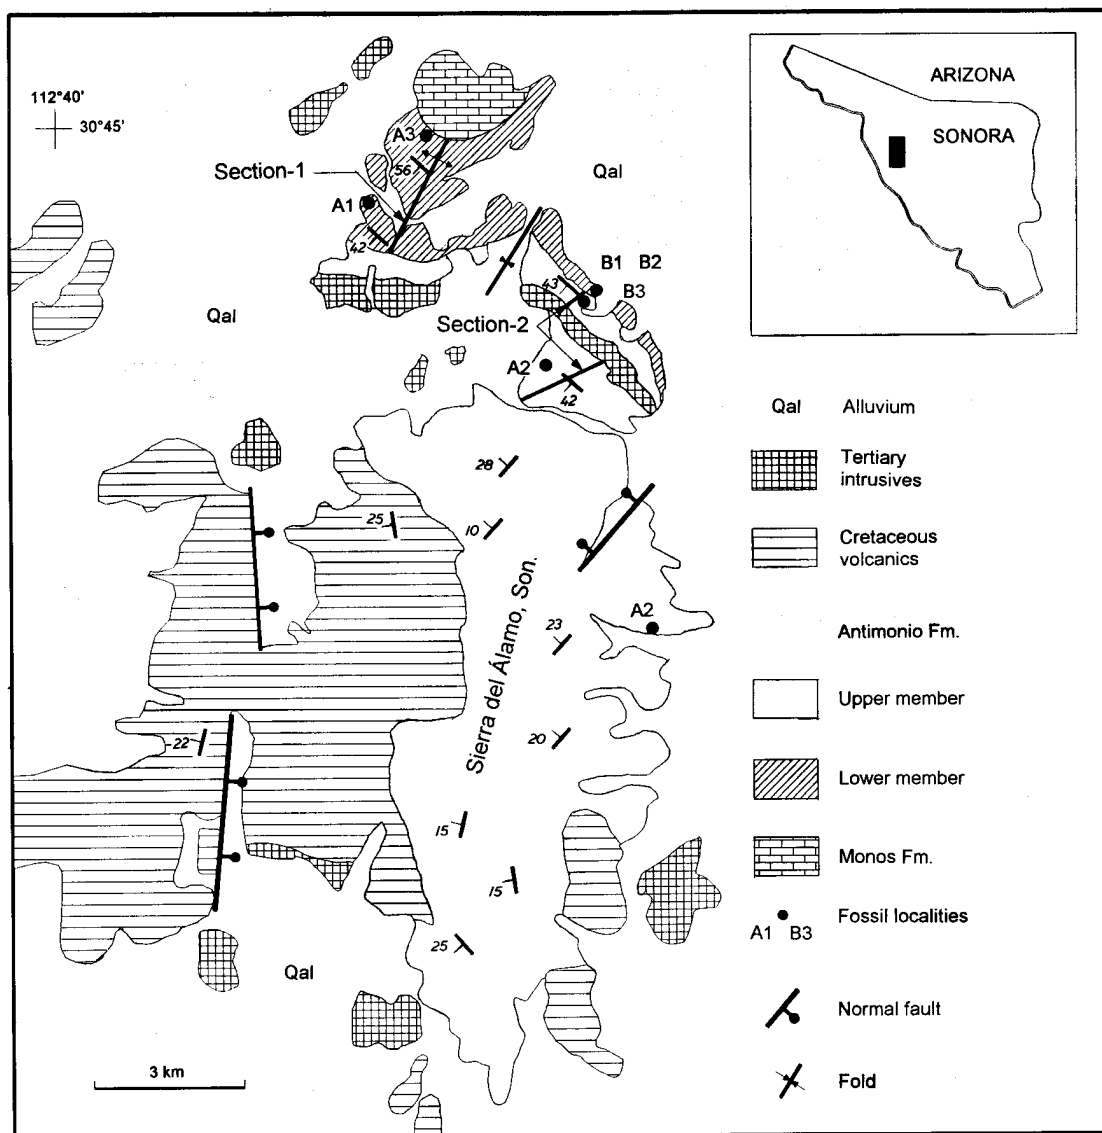 112°40'
30°45'
A3
56
Section-1
A1
42
Qal
B1 B2
43
B3
Qal
Section-2
A2
42
28
25
10
A2
23
Sierra del Álamo, Son.
22
20
15
15
25
Qal
3 km
ARIZONA
SONORA
Qal Alluvium
Tertiary
intrusives
Cretaceous
volcanics
Antimonio Fm.
Upper member
Lower member
Monos Fm.
Fossil localities
A1 B3
Normal fault
Fold